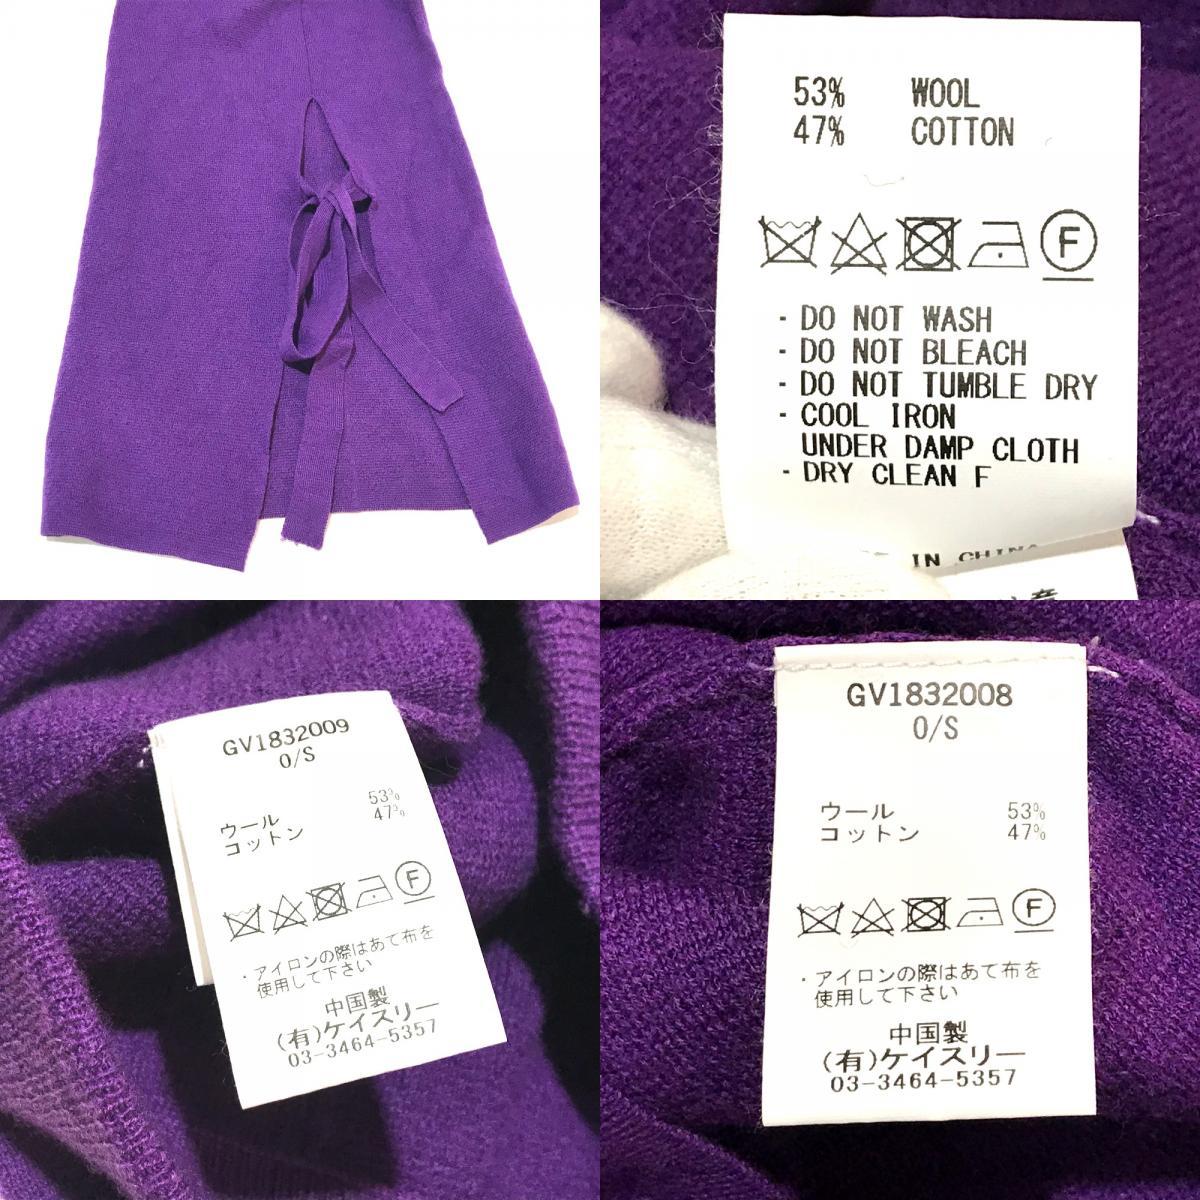 53% WOOL
47% COTTON
F
- DO NOT WASH
- DO NOT BLEACH
- DO NOT TUMBLE DRY
- COOL IRON
UNDER DAMP CLOTH
- DRY CLEAN F
IN CHINA
GV1832009
O/S
ウール 53%
コットン 47%
F
・アイロンの際はあて布を
使用して下さい
中国製
(有)ケイスリー
03-3464-5357
GV1832008
O/S
ウール 53%
コットン 47%
F
・アイロンの際はあて布を
使用して下さい
中国製
(有)ケイスリー
03-3464-5357